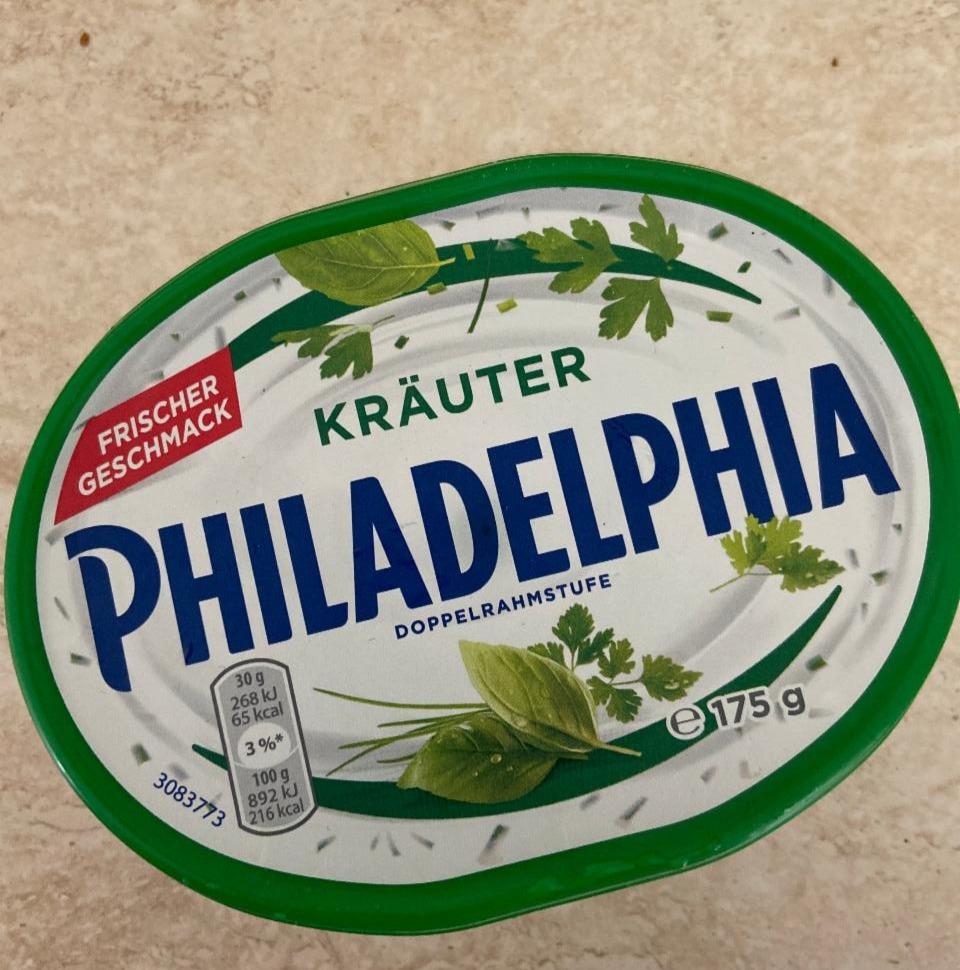 FRISCHER
GESCHMACK
KRÄUTER
PHILADELPHIA
DOPPELRAHMSTUFE
30 g
268 kJ
65 kcal
3 %*
100 g
892 kJ
216 kcal
℮ 175 g
3083773